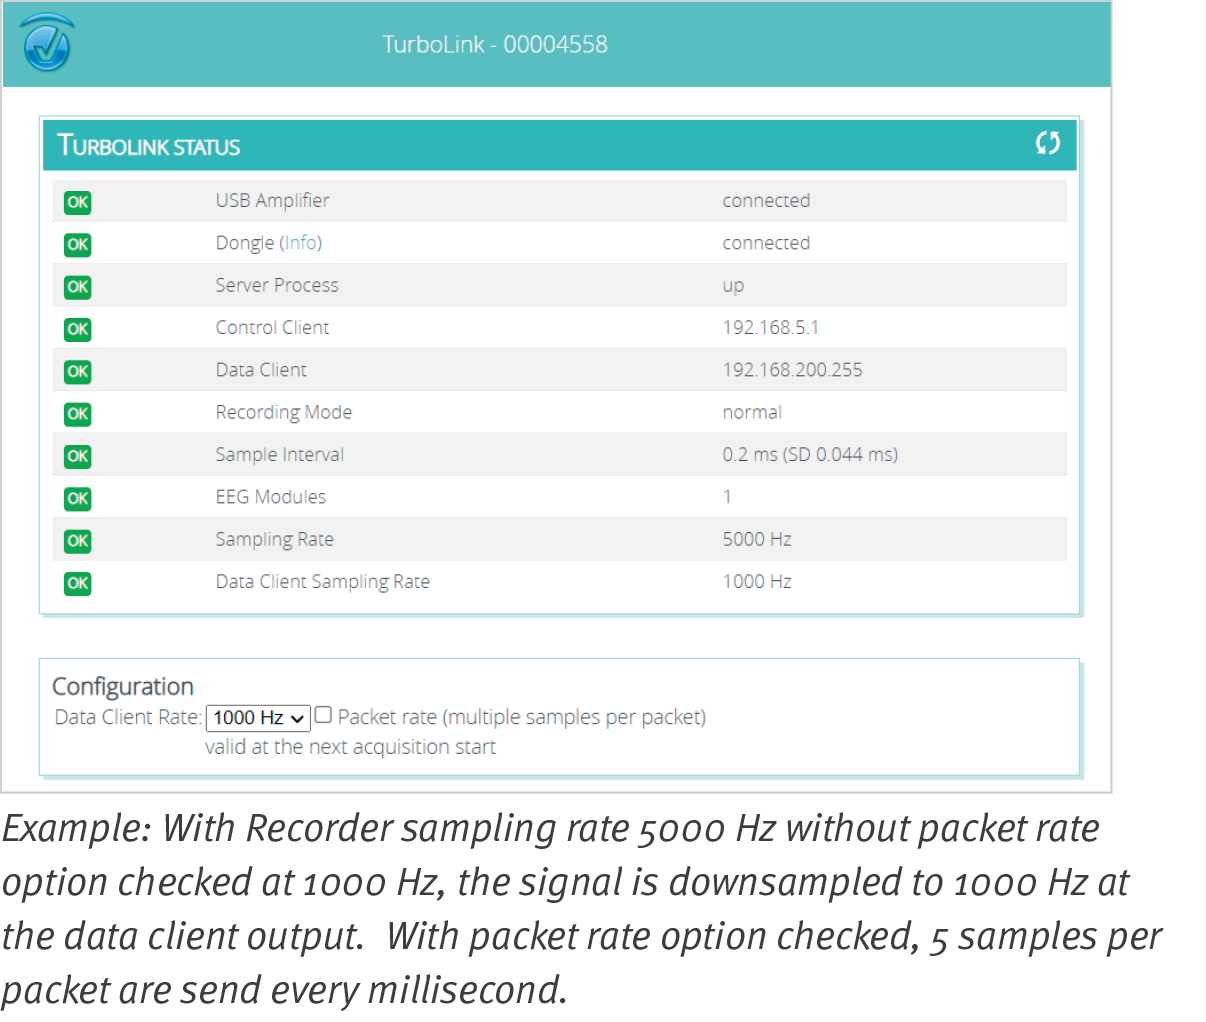 TurboLink - 00004558
TURBOLINK STATUS
OK USB Amplifier connected
OK Dongle (Info) connected
OK Server Process up
OK Control Client 192.168.5.1
OK Data Client 192.168.200.255
OK Recording Mode normal
OK Sample Interval 0.2 ms (SD 0.044 ms)
OK EEG Modules 1
OK Sampling Rate 5000 Hz
OK Data Client Sampling Rate 1000 Hz
Configuration
Data Client Rate: 1000 Hz Packet rate (multiple samples per packet)
valid at the next acquisition start
Example: With Recorder sampling rate 5000 Hz without packet rate
option checked at 1000 Hz, the signal is downsampled to 1000 Hz at
the data client output. With packet rate option checked, 5 samples per
packet are send every millisecond.